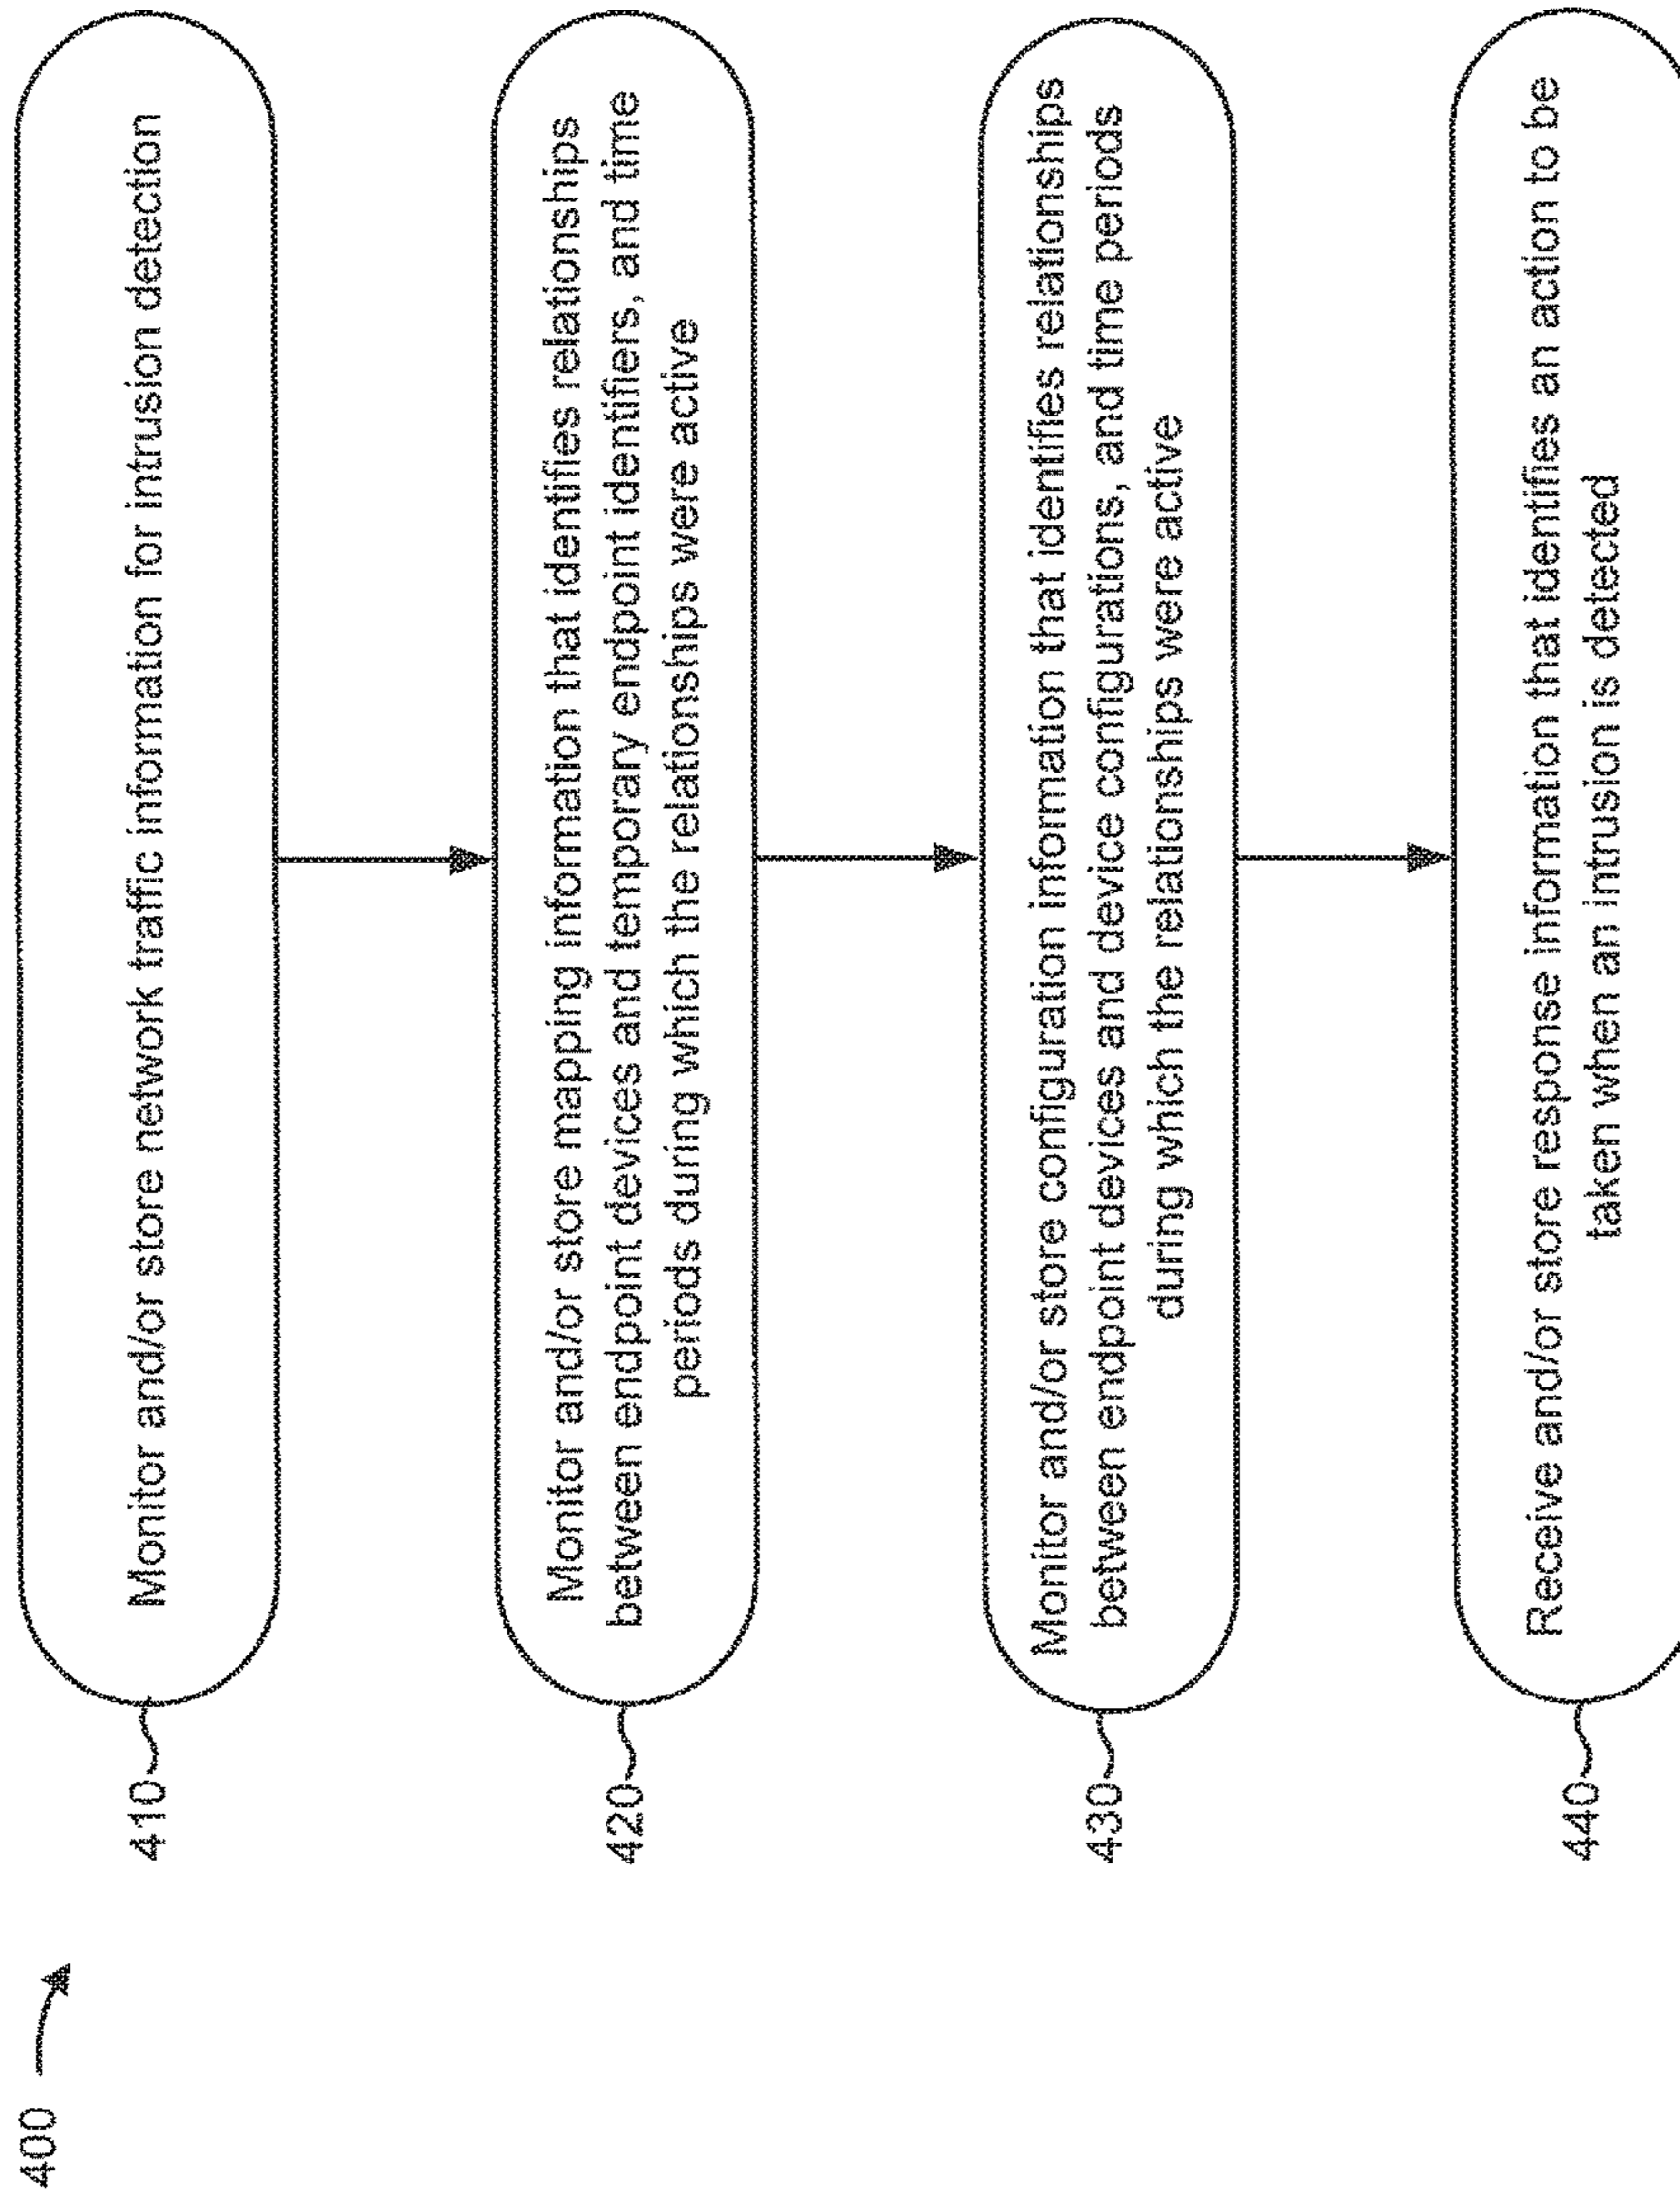 400
410
Monitor and/or store network traffic information for intrusion detection
420
Monitor and/or store mapping information that identifies relationships
between endpoint devices and temporary endpoint identifiers, and time
periods during which the relationships were active
430
Monitor and/or store configuration information that identifies relationships
between endpoint devices and device configurations, and time periods
during which the relationships were active
440
Receive and/or store response information that identifies an action to be
taken when an intrusion is detected